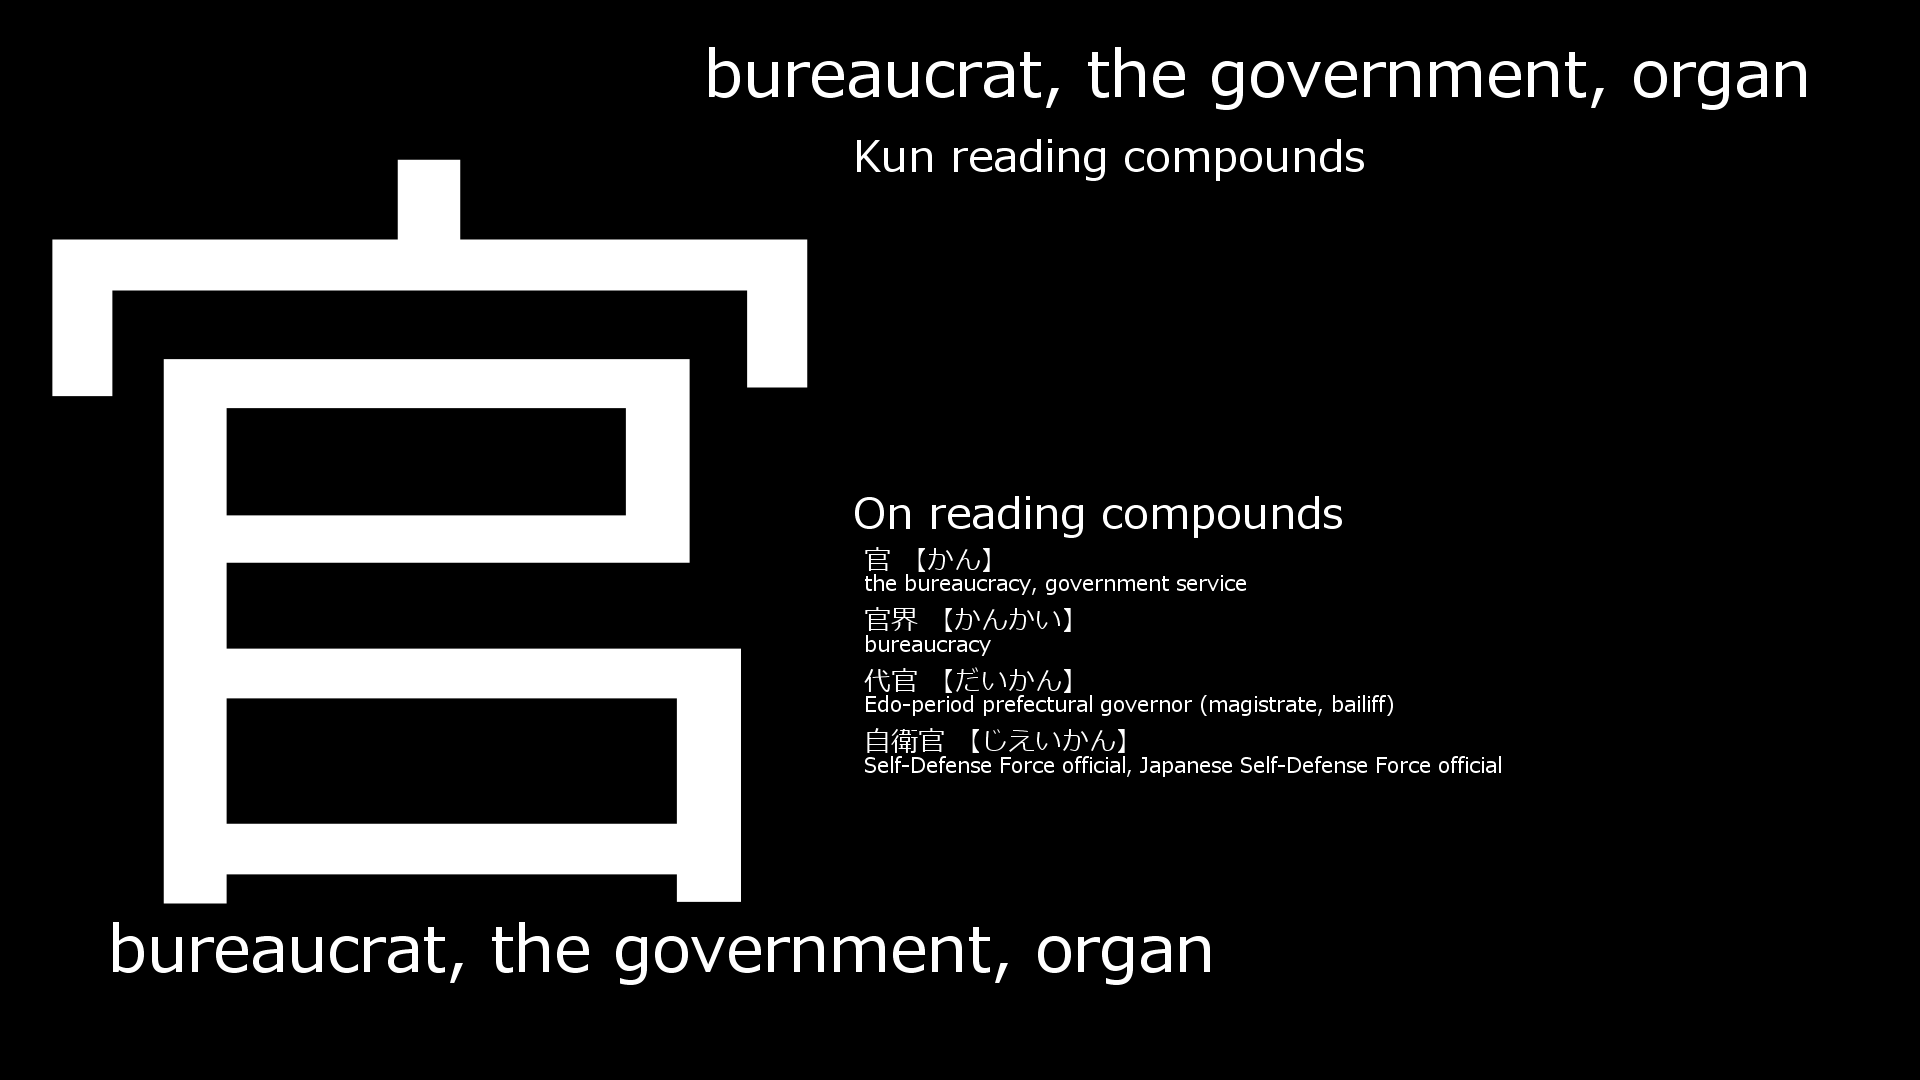 bureaucrat, the government, organ
官
Kun reading compounds
On reading compounds
官 【かん】
the bureaucracy, government service
官界 【かんかい】
bureaucracy
代官 【だいかん】
Edo-period prefectural governor (magistrate, bailiff)
自衛官 【じえいかん】
Self-Defense Force official, Japanese Self-Defense Force official
bureaucrat, the government, organ